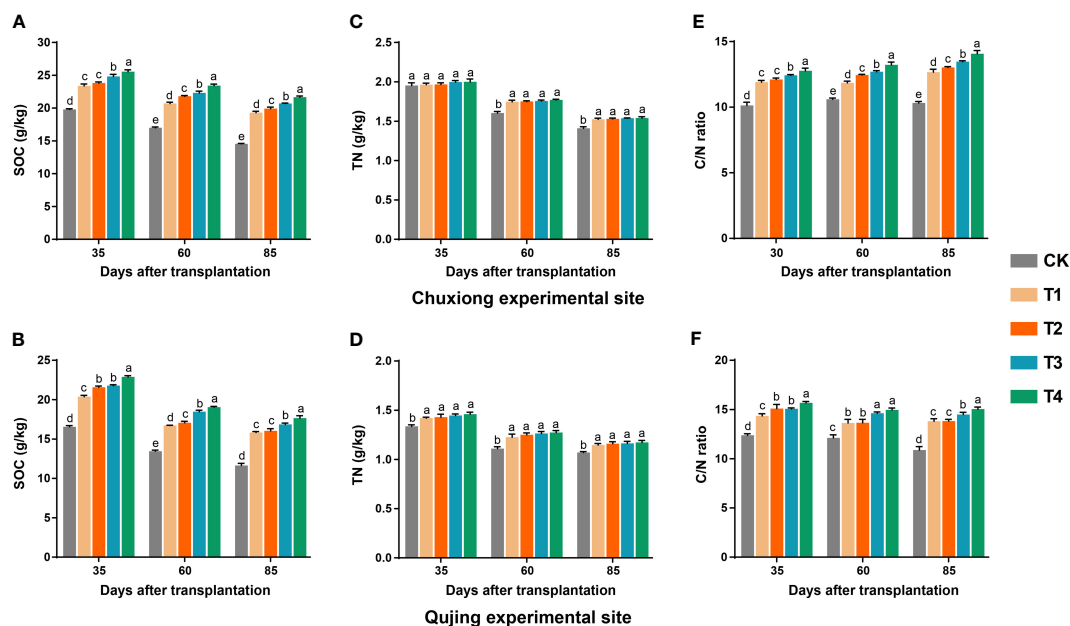 A
SOC (g/kg)
30
25
20
15
10
5
0
d c c b a
e d c b a
e d c b a
35 60 85
Days after transplantation
C
TN (g/kg)
2.5
2.0
1.5
1.0
0.5
0.0
a a a a a
b a a a a
b a a a a
35 60 85
Days after transplantation
E
C/N ratio
15
10
5
0
d c c b a
e d c b a
e d c b a
30 60 85
Days after transplantation
Chuxiong experimental site
CK
T1
T2
T3
T4
B
SOC (g/kg)
25
20
15
10
5
0
d c b b a
e d c b a
d c c b a
35 60 85
Days after transplantation
D
TN (g/kg)
2.0
1.5
1.0
0.5
0.0
b a a a a
b a a a a
b a a a a
35 60 85
Days after transplantation
F
C/N ratio
20
15
10
5
0
d c b b a
c b b a a
d c c b a
35 60 85
Days after transplantation
Qujing experimental site